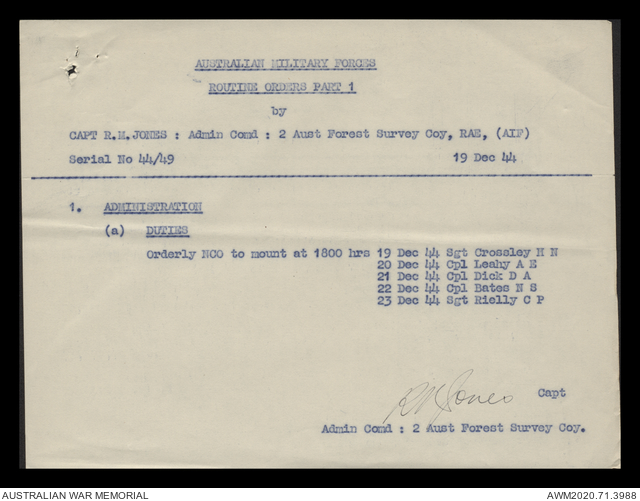 AUSTRALIAN MILITARY FORCES
ROUTINE ORDERS PART 1
by
CAPT R.M.JONES : Admin Comd : 2 Aust Forest Survey Coy, RAE, (AIF)
Serial No 44/49 19 Dec 44
1. ADMINISTRATION
(a) DUTIES
Orderly NCO to mount at 1800 hrs 19 Dec 44 Sgt Crossley H N
20 Dec 44 Cpl Leahy A E
21 Dec 44 Cpl Dick D A
22 Dec 44 Cpl Bates N S
23 Dec 44 Sgt Rielly C P
RMJones Capt
Admin Comd : 2 Aust Forest Survey Coy.
AUSTRALIAN WAR MEMORIAL AWM2020.71.3988